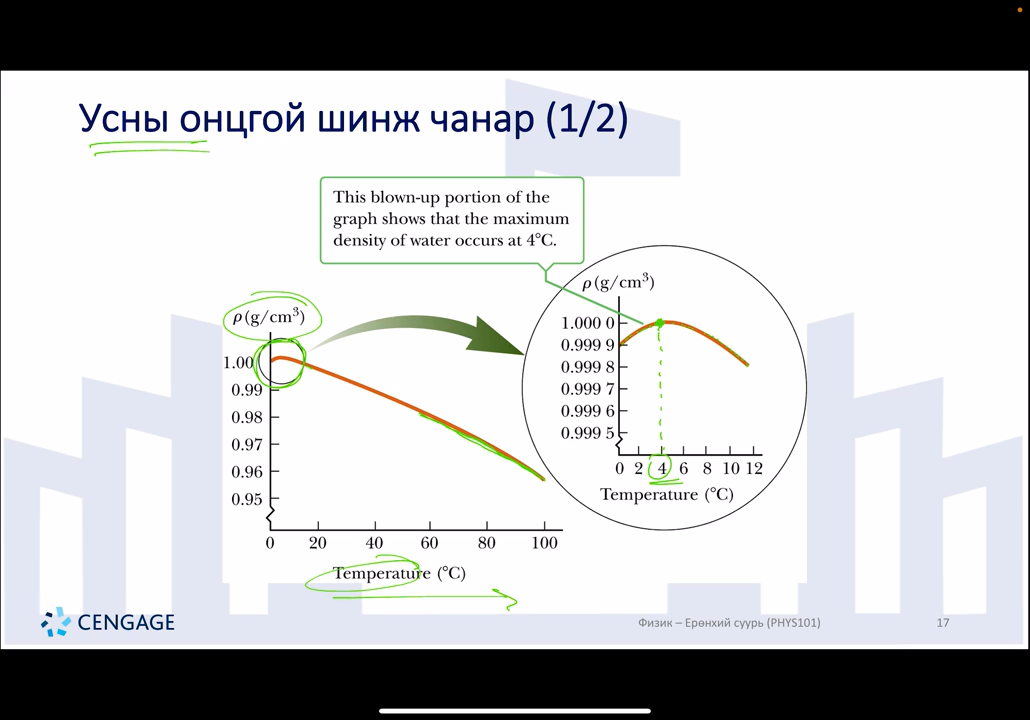 Усны онцгой шинж чанар (1/2)
This blown-up portion of the
graph shows that the maximum
density of water occurs at 4°C.
ρ (g/cm³)
1.00
0.99
0.98
0.97
0.96
0.95
0 20 40 60 80 100
Temperature (°C)
ρ (g/cm³)
1.000 0
0.999 9
0.999 8
0.999 7
0.999 6
0.999 5
0 2 4 6 8 10 12
Temperature (°C)
CENGAGE
Физик – Ерөнхий суурь (PHYS101)
17